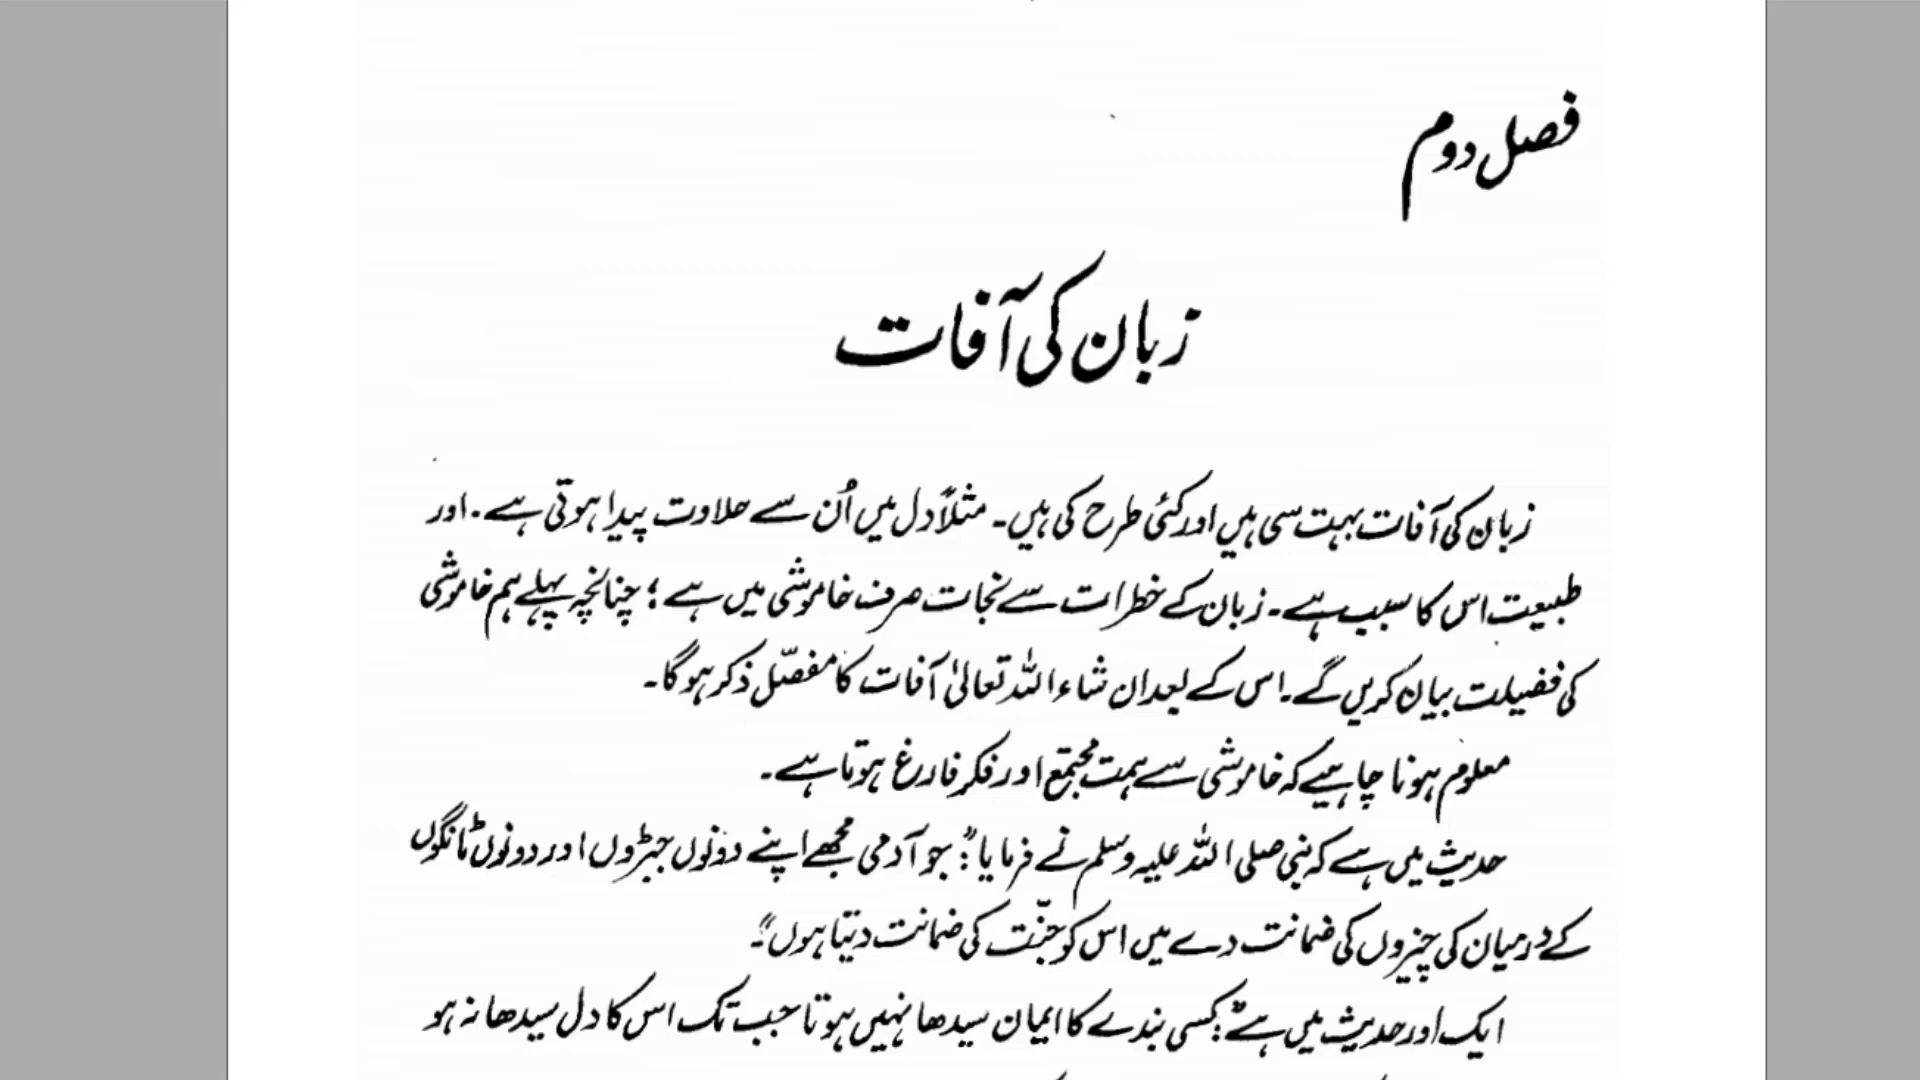 فصل دوم
زبان کی آفات
زبان کی آفات بہت سی ہیں اور کئی طرح کی ہیں۔ مثلاً دل میں اُن سے حلاوت پیدا ہوتی ہے۔ اور
طبیعت اس کا سبب ہے۔ زبان کے خطرات سے نجات صرف خاموشی میں ہے؛ چنانچہ پہلے ہم خاموشی
کی فضیلت بیان کریں گے۔ اس کے بعد ان شاء اللہ تعالیٰ آفات کا مفصّل ذکر ہوگا۔
معلوم ہونا چاہیے کہ خاموشی سے ہمت مجتمع اور فکر فارغ ہوتا ہے۔
حدیث میں ہے کہ نبی صلی اللہ علیہ وسلم نے فرمایا: "جو آدمی مجھے اپنے دونوں جبڑوں اور دونوں ٹانگوں
کے درمیان کی چیزوں کی ضمانت دے میں اس کو جنّت کی ضمانت دیتا ہوں"۔
ایک اور حدیث میں ہے: "کسی بندے کا ایمان سیدھا نہیں ہوتا جب تک اس کا دل سیدھا نہ ہو